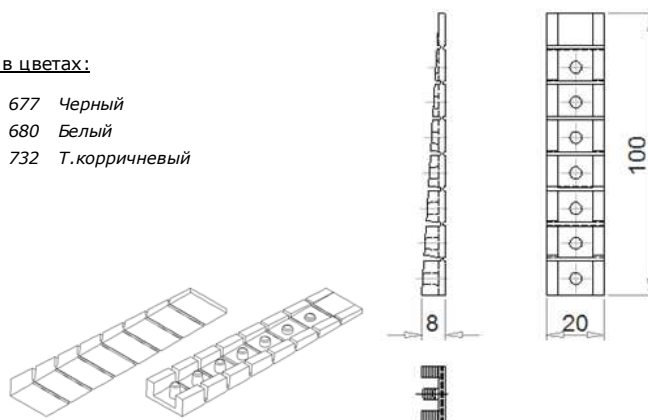 в цветах:
677 Черный
680 Белый
732 Т.корричневый
100
8
20